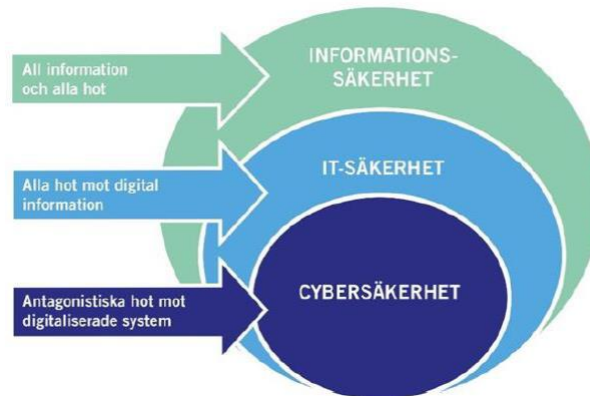 All information
och alla hot
INFORMATIONS-
SÄKERHET
Alla hot mot digital
information
IT-SÄKERHET
Antagonistiska hot mot
digitaliserade system
CYBERSÄKERHET